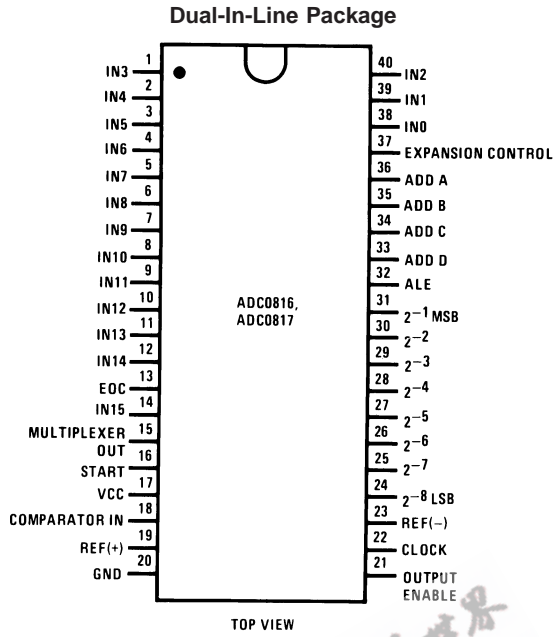 Dual-In-Line Package
1 40
IN3 IN2
2 39
IN4 IN1
3 38
IN5 IN0
4 37
IN6 EXPANSION CONTROL
5 36
IN7 ADD A
6 35
IN8 ADD B
7 34
IN9 ADD C
8 33
IN10 ADD D
9 32
IN11 ALE
10 31
IN12 2⁻¹ MSB
ADC0816,
ADC0817
11 30
IN13 2⁻²
12 29
IN14 2⁻³
13 28
EOC 2⁻⁴
14 27
IN15 2⁻⁵
15 26
MULTIPLEXER OUT 2⁻⁶
16 25
START 2⁻⁷
17 24
VCC 2⁻⁸ LSB
18 23
COMPARATOR IN REF(−)
19 22
REF(+) CLOCK
20 21
GND OUTPUT ENABLE
TOP VIEW